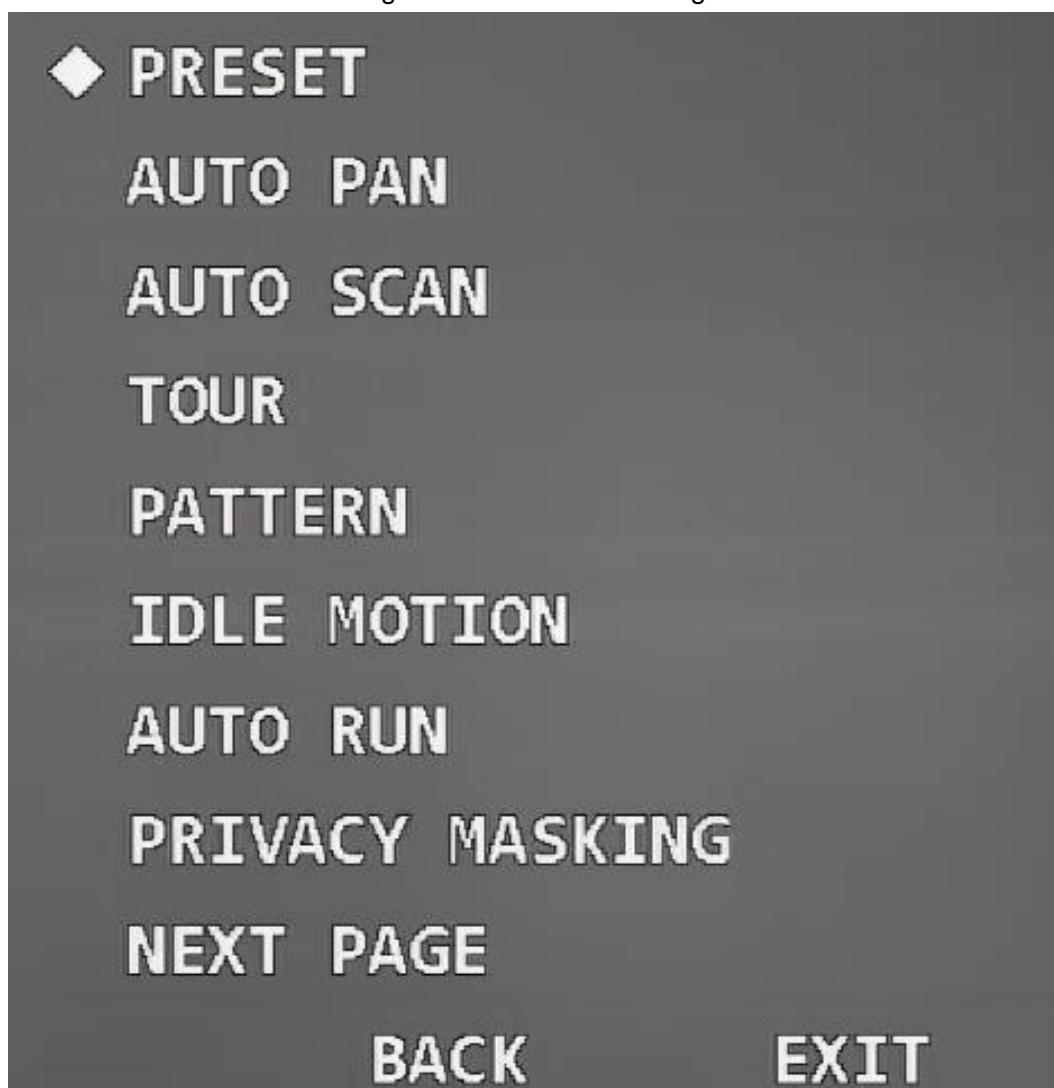 PRESET
AUTO PAN
AUTO SCAN
TOUR
PATTERN
IDLE MOTION
AUTO RUN
PRIVACY MASKING
NEXT PAGE
BACK EXIT